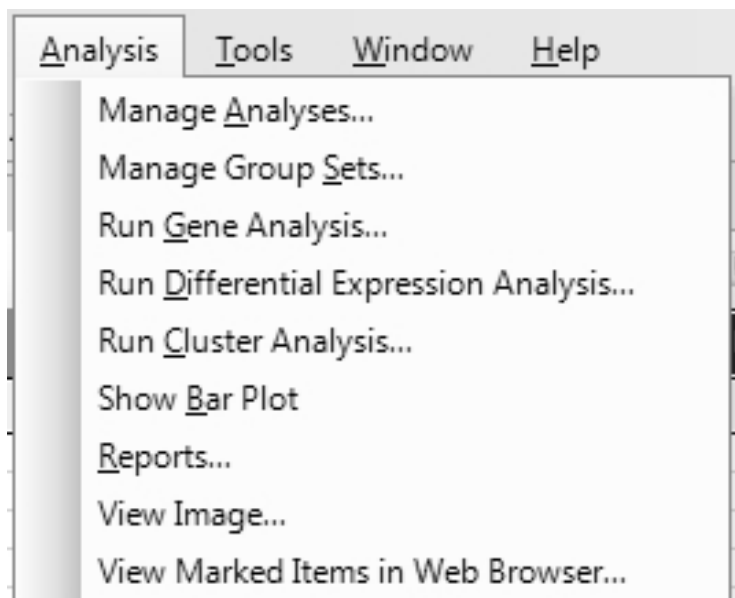 Analysis Tools Window Help
Manage Analyses...
Manage Group Sets...
Run Gene Analysis...
Run Differential Expression Analysis...
Run Cluster Analysis...
Show Bar Plot
Reports...
View Image...
View Marked Items in Web Browser...